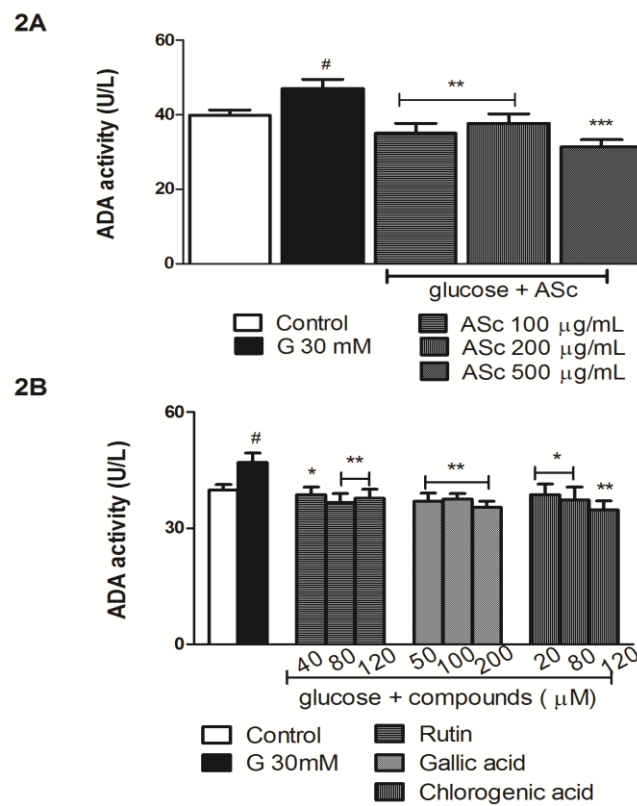 2A
60
40
20
0
ADA activity (U/L)
#
**
***
glucose + ASc
Control
G 30 mM
ASc 100 μg/mL
ASc 200 μg/mL
ASc 500 μg/mL
2B
60
30
0
ADA activity (U/L)
#
*
**
**
*
**
40 80 120 50 100 200 20 80 120
glucose + compounds ( μM)
Control
G 30mM
Rutin
Gallic acid
Chlorogenic acid